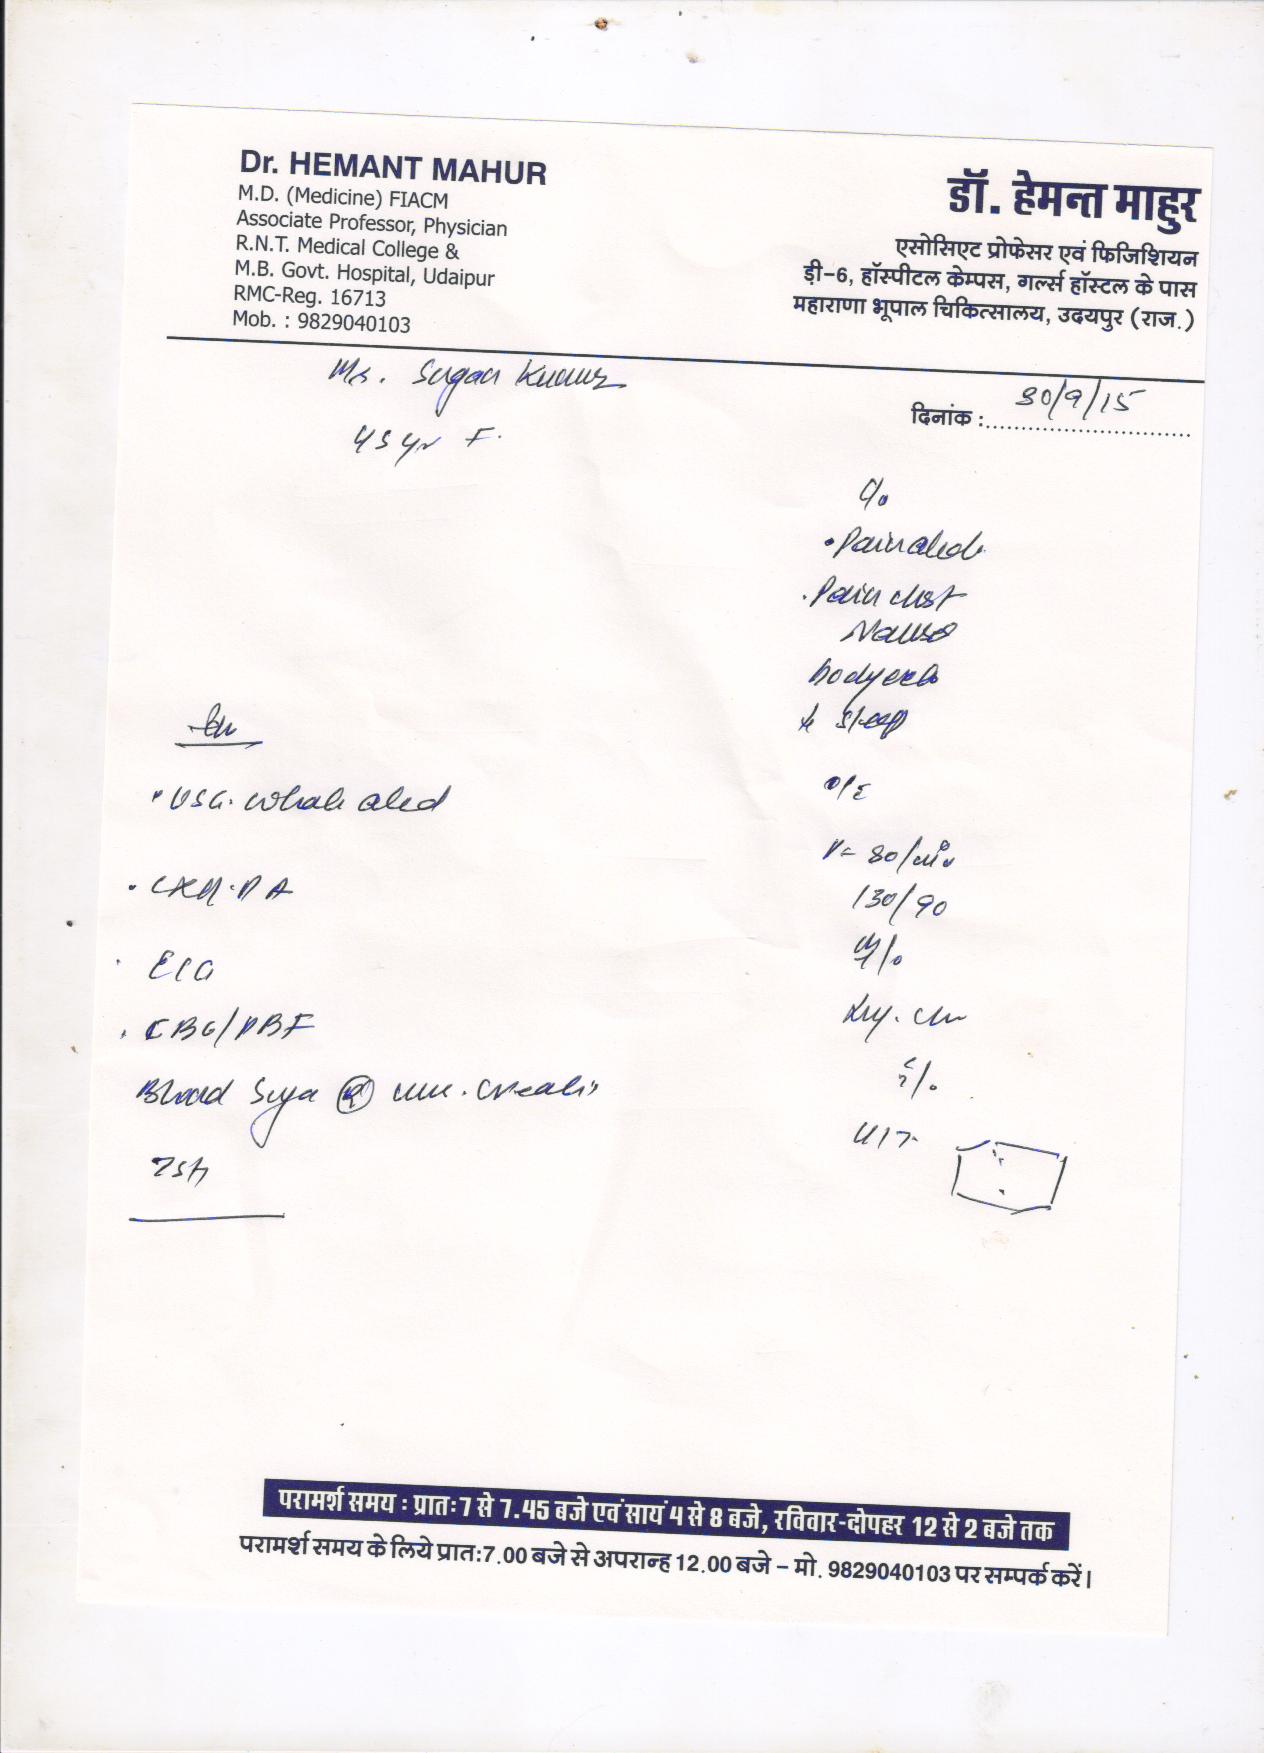 Dr. HEMANT MAHUR
M.D. (Medicine) FIACM
Associate Professor, Physician
R.N.T. Medical College &
M.B. Govt. Hospital, Udaipur
RMC-Reg. 16713
Mob. : 9829040103
डॉ. हेमन्त माहुर
एसोसिएट प्रोफेसर एवं फिजिशियन
ड़ी-6, हॉस्पीटल केम्पस, गर्ल्स हॉस्टल के पास
महाराणा भूपाल चिकित्सालय, उदयपुर (राज.)
दिनांक : 30/9/15
45 yr F.
C/o
• Pain abd
• Pain chest
Nausea
bodyache
↓ sleep
O/E
P= 80/min
130/90
• USG. whole abd
• CXR. PA
• ECG
• CBC/PBF
Blood Suga (R)
TSH
परामर्श समय : प्रातः 7 से 7.45 बजे एवं सायं 4 से 8 बजे, रविवार-दोपहर 12 से 2 बजे तक
परामर्श समय के लिये प्रातः 7.00 बजे से अपरान्ह 12.00 बजे – मो. 9829040103 पर सम्पर्क करें।